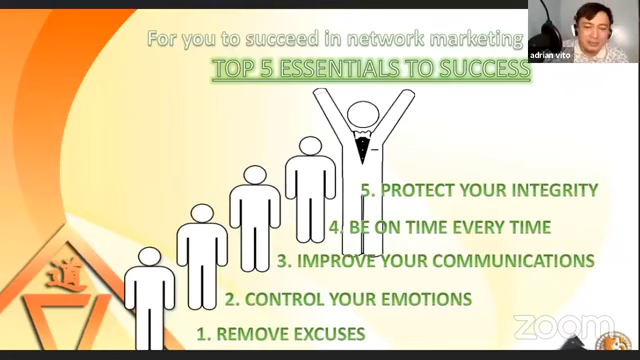 For you to succeed in network marketing
adrian vito
TOP 5 ESSENTIALS TO SUCCESS
5. PROTECT YOUR INTEGRITY
4. BE ON TIME EVERY TIME
3. IMPROVE YOUR COMMUNICATIONS
2. CONTROL YOUR EMOTIONS
1. REMOVE EXCUSES
道
zoom